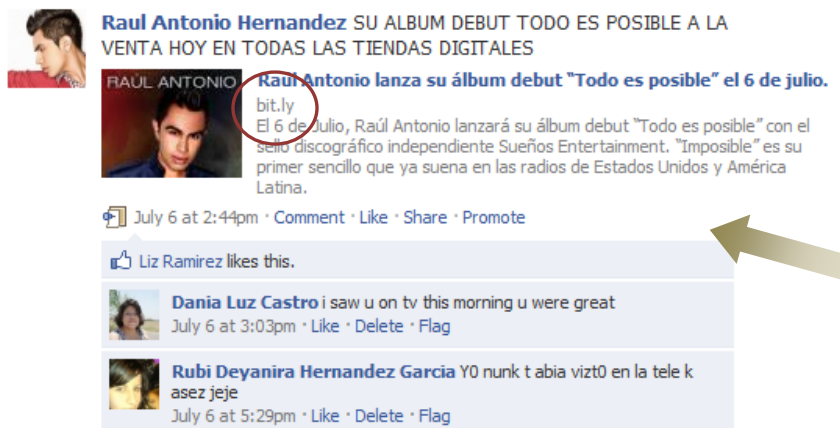 Raul Antonio Hernandez SU ALBUM DEBUT TODO ES POSIBLE A LA
VENTA HOY EN TODAS LAS TIENDAS DIGITALES
RAÚL ANTONIO
Raúl Antonio lanza su álbum debut "Todo es posible" el 6 de julio.
bit.ly
El 6 de Julio, Raúl Antonio lanzará su álbum debut "Todo es posible" con el
sello discográfico independiente Sueños Entertainment. "Imposible" es su
primer sencillo que ya suena en las radios de Estados Unidos y América
Latina.
July 6 at 2:44pm · Comment · Like · Share · Promote
Liz Ramirez likes this.
Dania Luz Castro i saw u on tv this morning u were great
July 6 at 3:03pm · Like · Delete · Flag
Rubi Deyanira Hernandez Garcia Y0 nunk t abia vizt0 en la tele k
asez jeje
July 6 at 5:29pm · Like · Delete · Flag